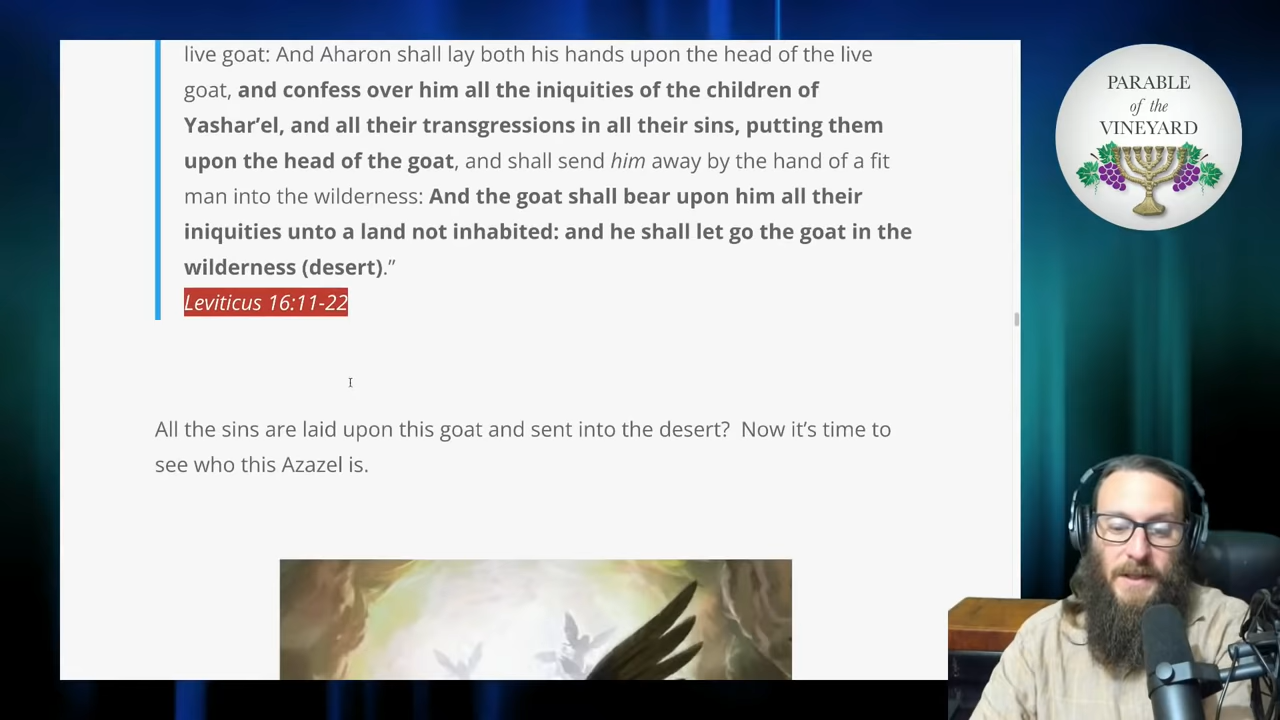 live goat: And Aharon shall lay both his hands upon the head of the live
goat, and confess over him all the iniquities of the children of
Yashar’el, and all their transgressions in all their sins, putting them
upon the head of the goat, and shall send him away by the hand of a fit
man into the wilderness: And the goat shall bear upon him all their
iniquities unto a land not inhabited: and he shall let go the goat in the
wilderness (desert).”
Leviticus 16:11-22
All the sins are laid upon this goat and sent into the desert?  Now it’s time to
see who this Azazel is.
PARABLE
of the
VINEYARD